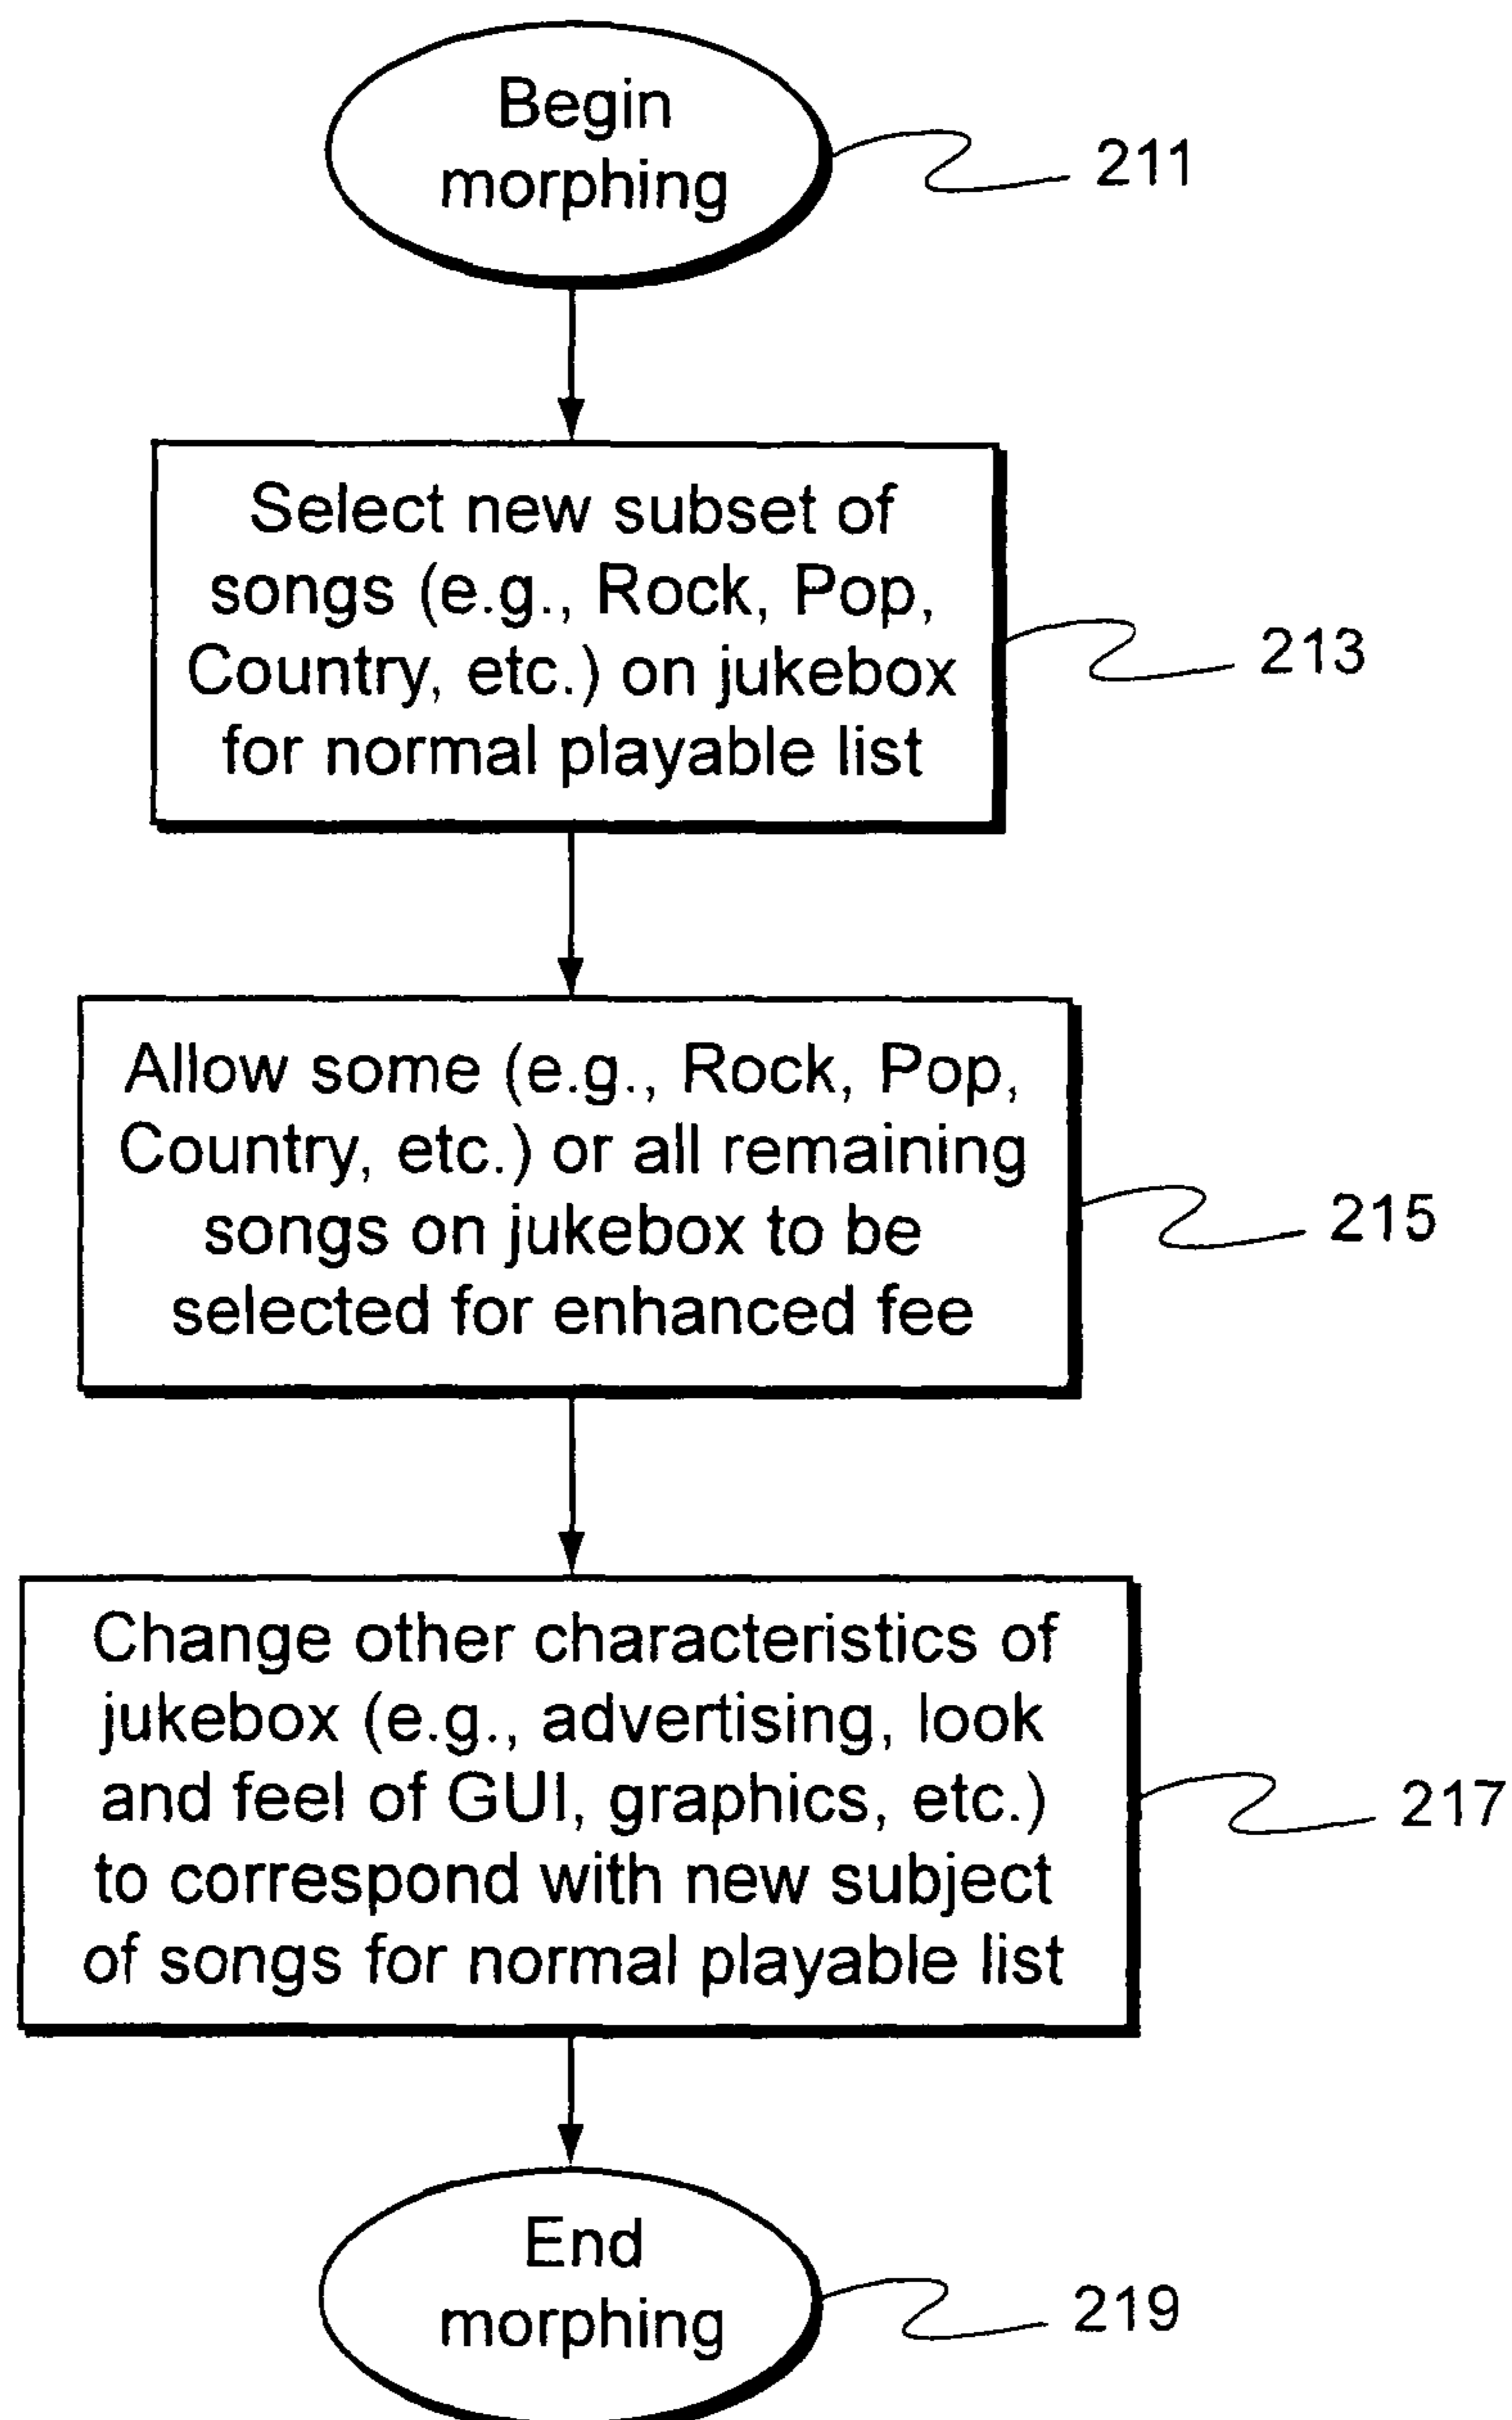 Begin
morphing
211
Select new subset of
songs (e.g., Rock, Pop,
Country, etc.) on jukebox
for normal playable list
213
Allow some (e.g., Rock, Pop,
Country, etc.) or all remaining
songs on jukebox to be
selected for enhanced fee
215
Change other characteristics of
jukebox (e.g., advertising, look
and feel of GUI, graphics, etc.)
to correspond with new subject
of songs for normal playable list
217
End
morphing
219